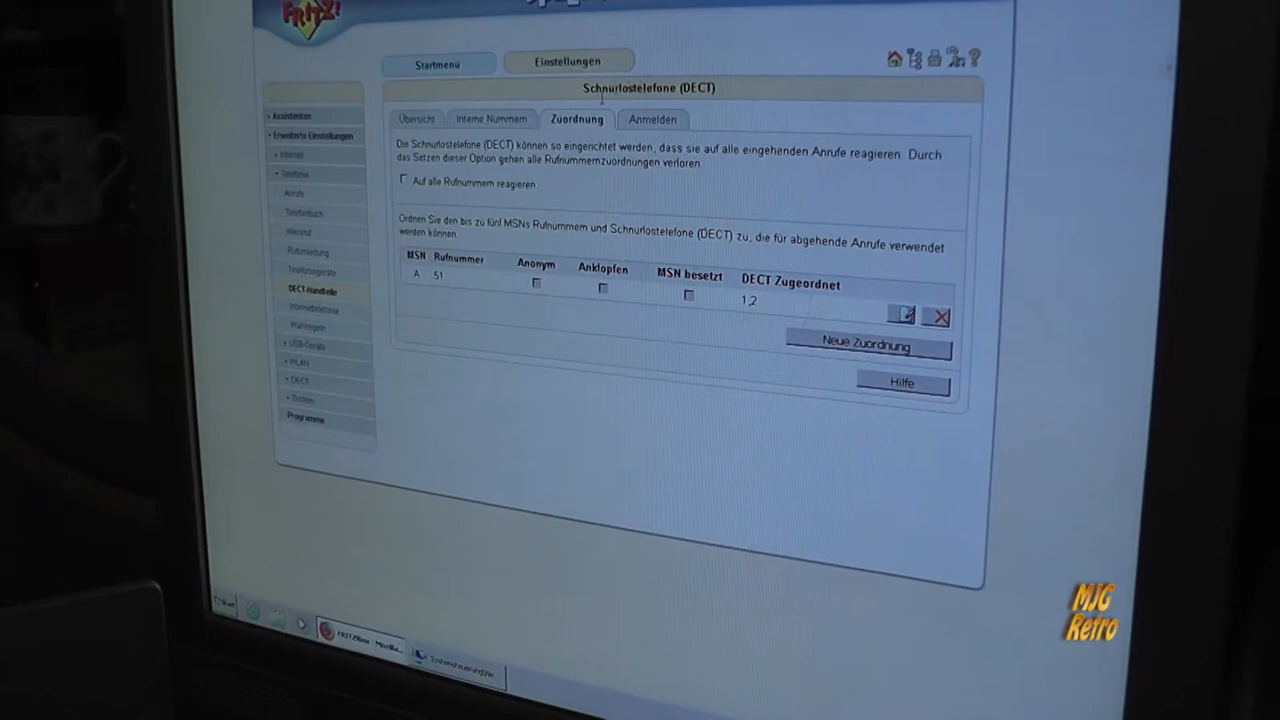 FRITZ!
Startmenü
Einstellungen
Schnurlostelefone (DECT)
Übersicht
Interne Nummern
Zuordnung
Anmelden
Die Schnurlostelefone (DECT) können so eingerichtet werden, dass sie auf alle eingehenden Anrufe reagieren. Durch
das Setzen dieser Option gehen alle Rufnummernzuordnungen verloren.
Auf alle Rufnummern reagieren
Ordnen Sie den bis zu fünf MSNs Rufnummern und Schnurlostelefone (DECT) zu, die für abgehende Anrufe verwendet
werden können.
MSN Rufnummer Anonym Anklopfen MSN besetzt DECT Zugeordnet
A 51 1,2
Neue Zuordnung
Hilfe
Assistenten
Erweiterte Einstellungen
Internet
Telefonie
Anrufe
Telefonbuch
Weckruf
Rufumleitung
Telefoniegeräte
DECT-Handteile
Internettelefonie
Wahlregeln
USB-Geräte
WLAN
DECT
System
Programme
Start
FRITZ!Box - Mozilla...
MJG
Retro